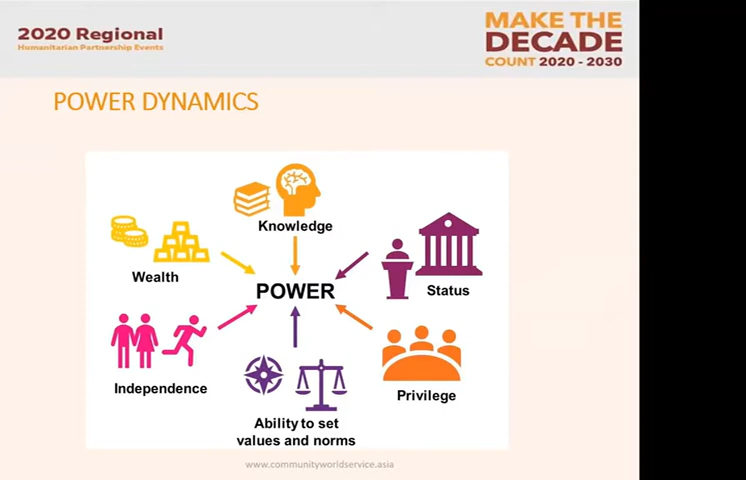 2020 Regional
Humanitarian Partnership Events
MAKE THE
DECADE
COUNT 2020 - 2030
POWER DYNAMICS
Knowledge
Wealth
POWER
Status
Independence
Privilege
Ability to set
values and norms
www.communityworldservice.asia